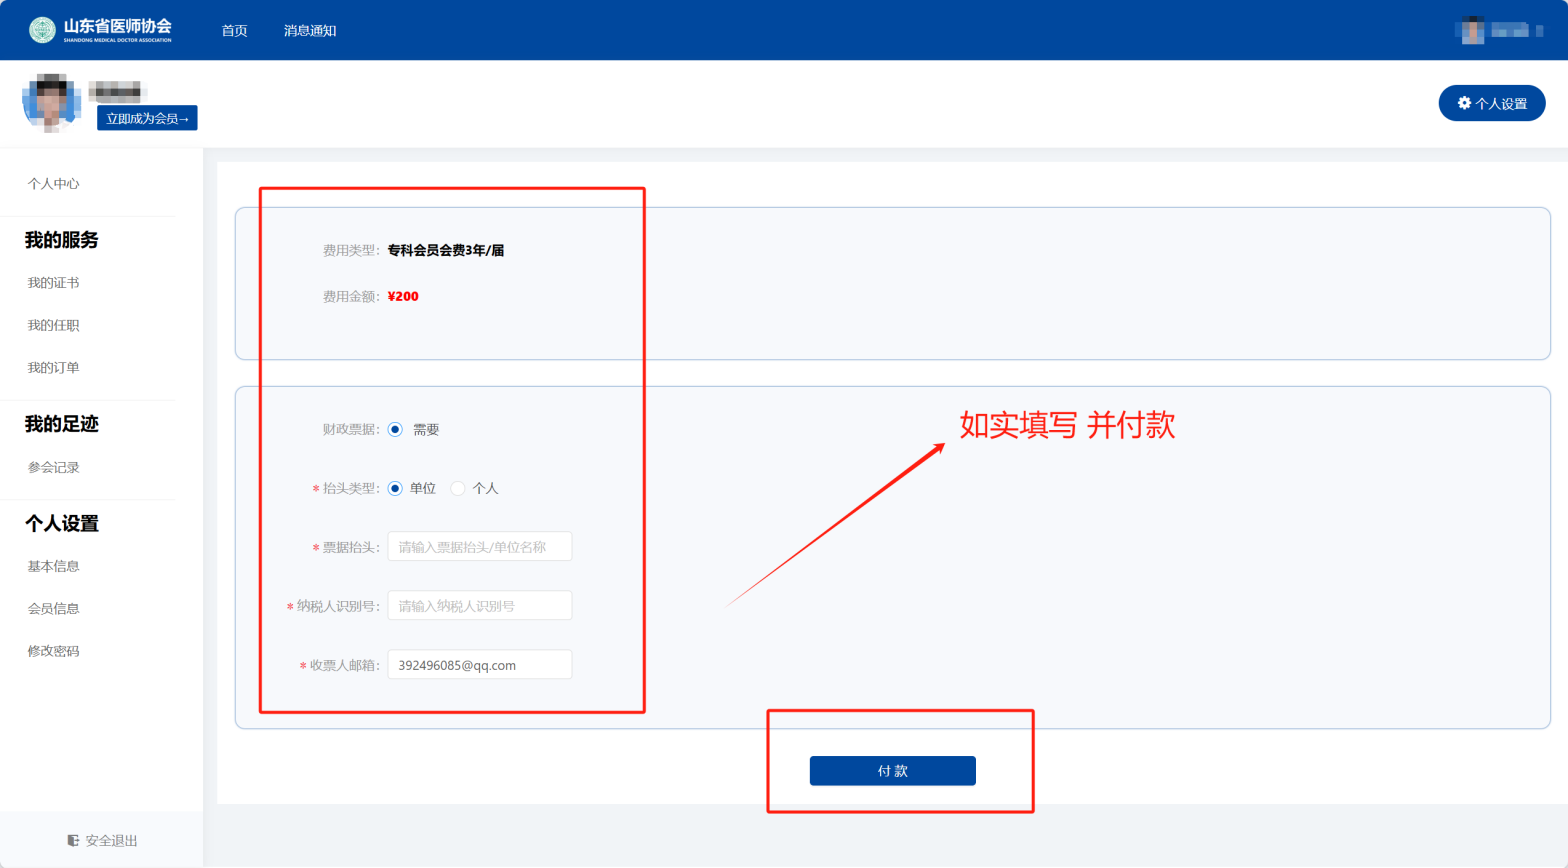 山东省医师协会
SHANDONG MEDICAL DOCTOR ASSOCIATION
首页
消息通知
立即成为会员→
个人设置
个人中心
我的服务
我的证书
我的任职
我的订单
我的足迹
参会记录
个人设置
基本信息
会员信息
修改密码
安全退出
费用类型: 专科会员会费3年/届
费用金额: ¥200
财政票据: 需要
* 抬头类型: 单位 个人
* 票据抬头: 请输入票据抬头/单位名称
* 纳税人识别号: 请输入纳税人识别号
* 收票人邮箱: 392496085@qq.com
如实填写 并付款
付 款